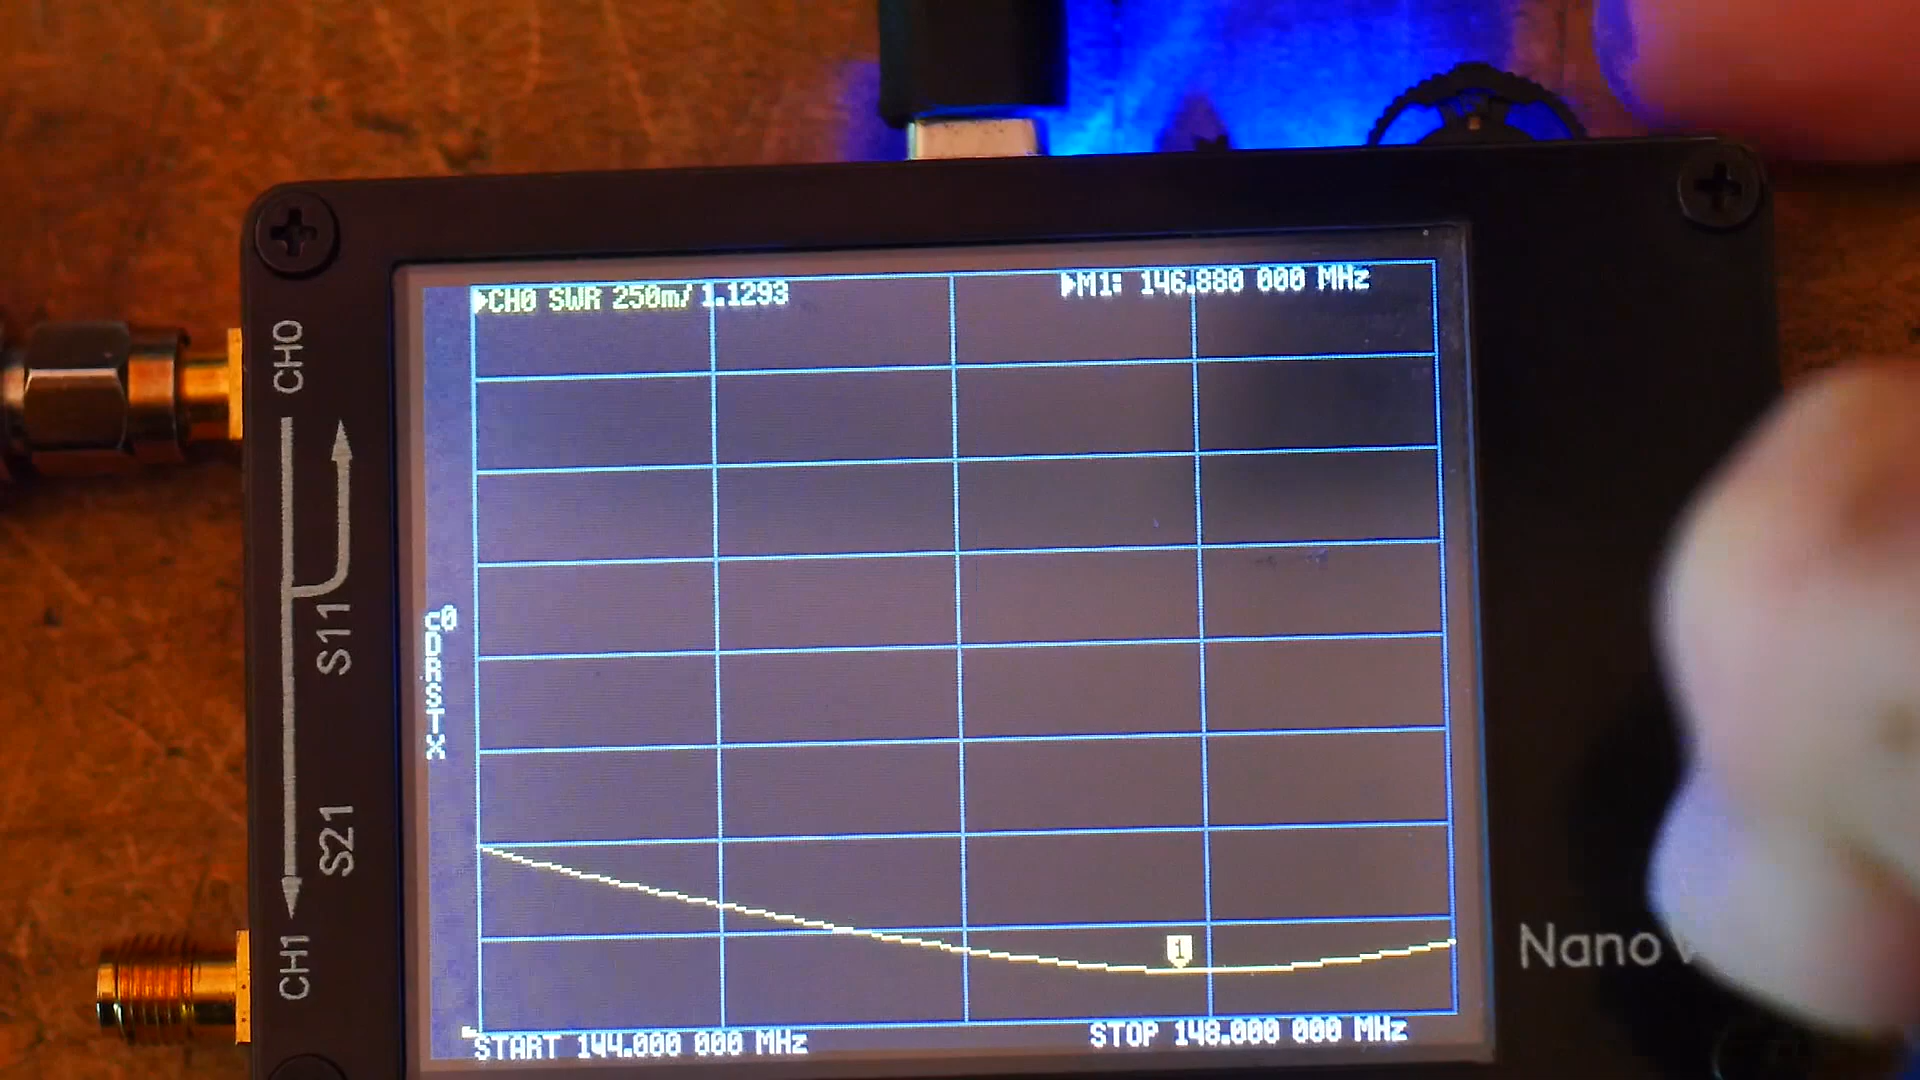 CH0 SWR 250m/ 1.1293
M1: 146.880 000 MHz
CH0
S11
S21
CH1
C0
D
R
S
T
X
1
START 144.000 000 MHz
STOP 148.000 000 MHz
Nano